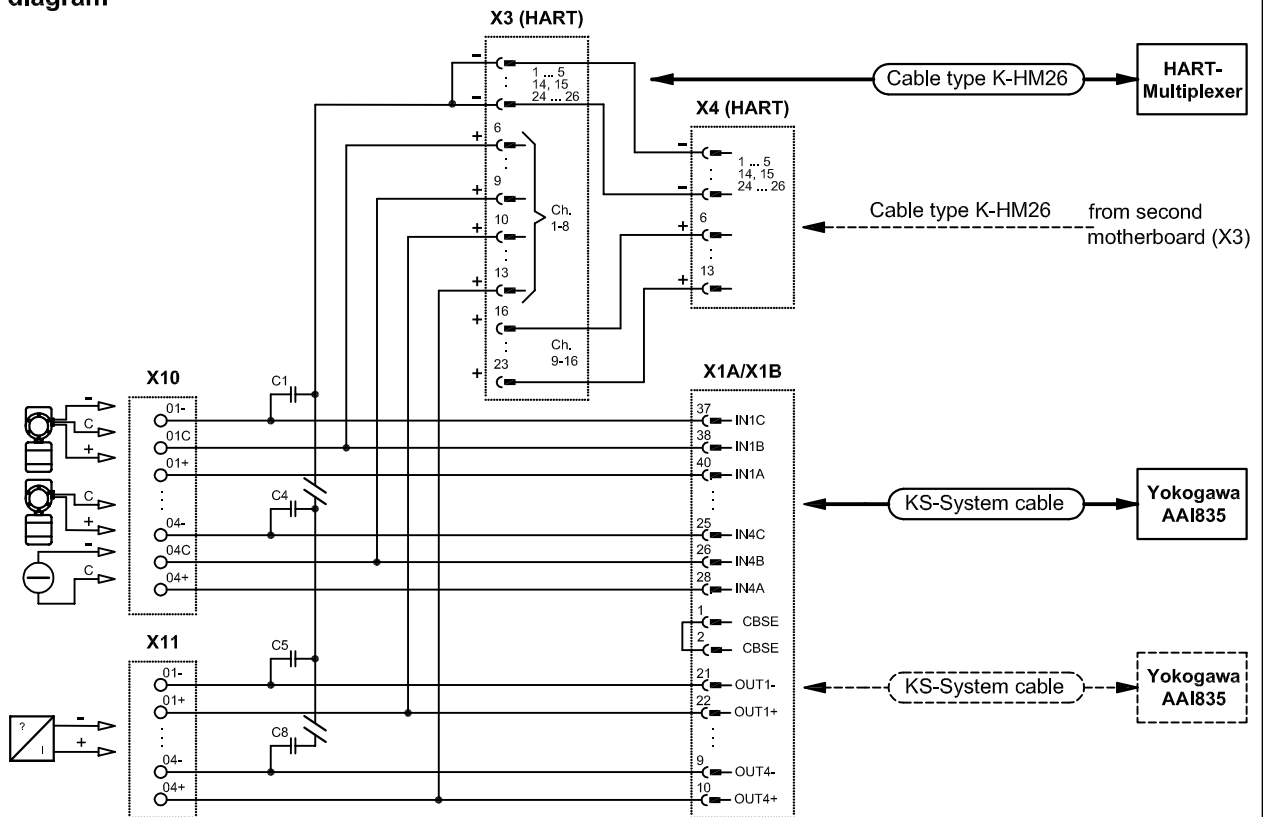 diagram
X3 (HART)
-
1 ... 5
14, 15
24 ... 26
-
+
6
:
+
9
+
10
:
+
13
Ch.
1-8
+
16
:
+
23
Ch.
9-16
Cable type K-HM26
HART-
Multiplexer
X4 (HART)
-
:
-
1 ... 5
14, 15
24 ... 26
+
6
:
+
13
Cable type K-HM26
from second
motherboard (X3)
X10
-
C
+
C
+
-
C
01-
01C
01+
:
04-
04C
04+
C1
C4
X1A/X1B
37 IN1C
38 IN1B
40 IN1A
:
25 IN4C
26 IN4B
28 IN4A
1 CBSE
2 CBSE
21 OUT1-
22 OUT1+
:
9 OUT4-
10 OUT4+
KS-System cable
Yokogawa
AAI835
KS-System cable
Yokogawa
AAI835
X11
?
I
-
+
01-
01+
:
04-
04+
C5
C8